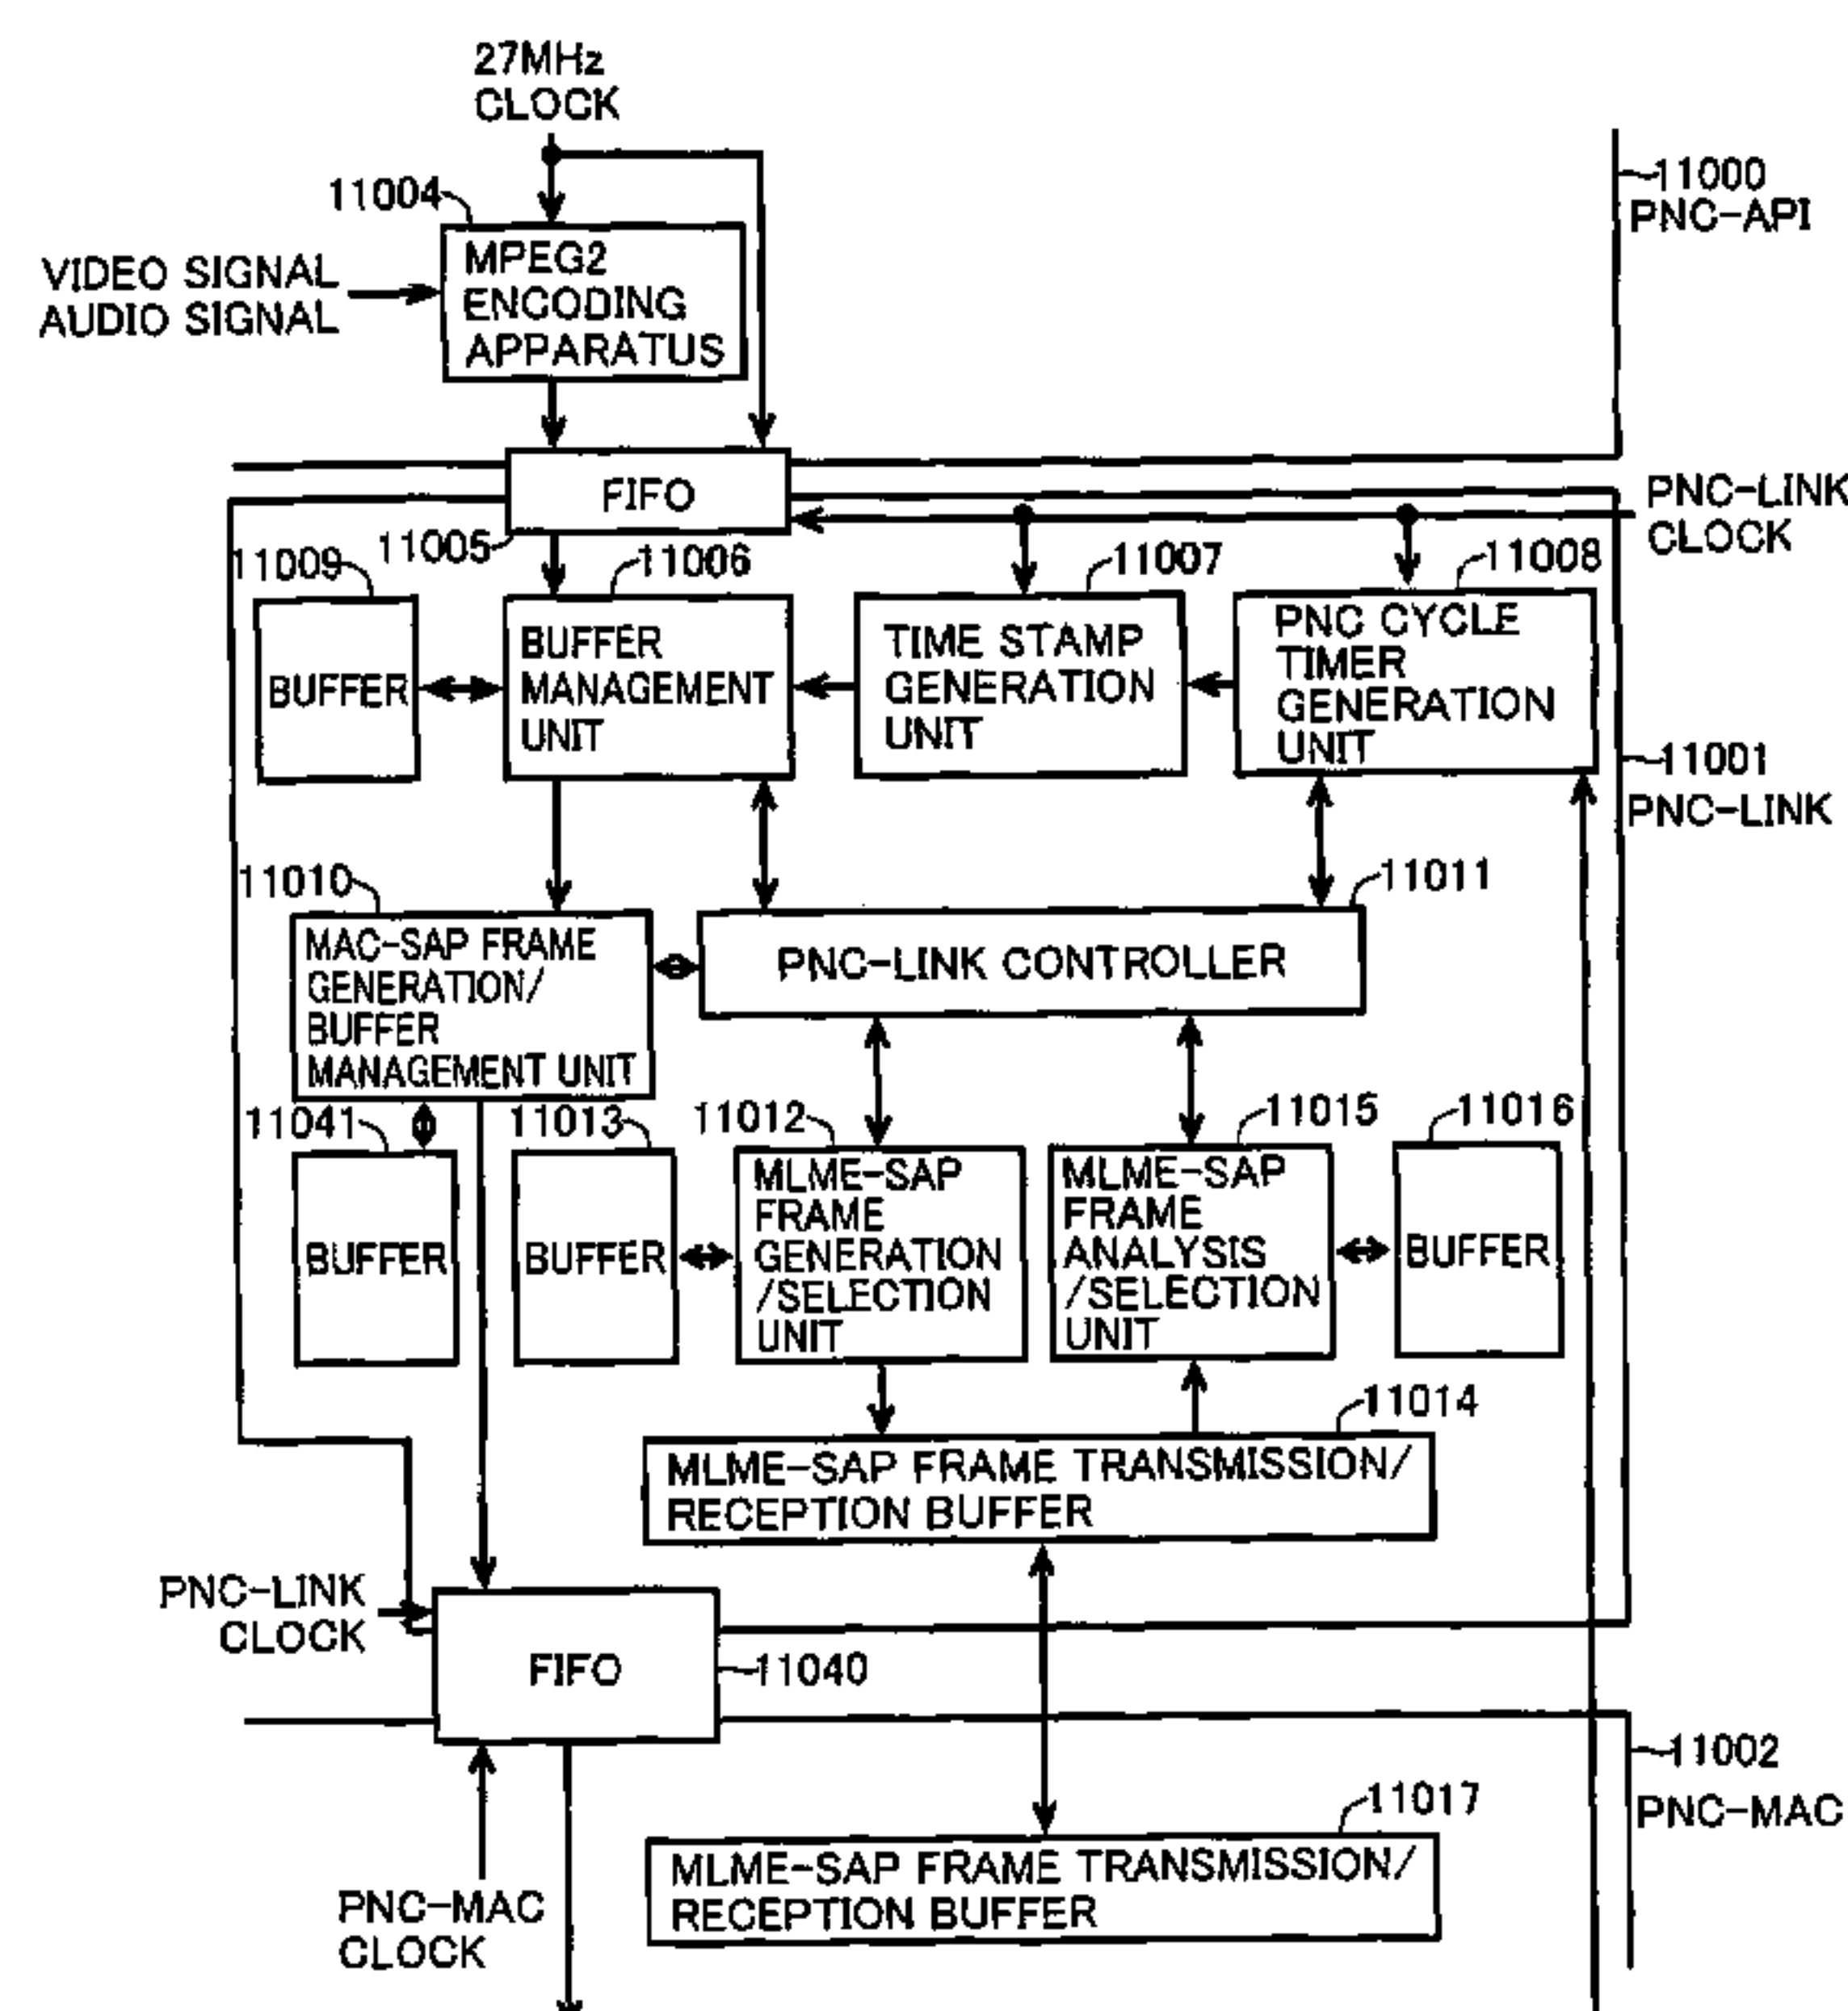 27MHz
CLOCK
11000
PNC-API
11004
MPEG2
ENCODING
APPARATUS
VIDEO SIGNAL
AUDIO SIGNAL
FIFO
PNC-LINK
CLOCK
11005
11009
11006
11007
11008
BUFFER
BUFFER
MANAGEMENT
UNIT
TIME STAMP
GENERATION
UNIT
PNC CYCLE
TIMER
GENERATION
UNIT
11001
PNC-LINK
11010
11011
MAC-SAP FRAME
GENERATION/
BUFFER
MANAGEMENT UNIT
PNC-LINK CONTROLLER
11041
11013
11012
11015
11016
BUFFER
BUFFER
MLME-SAP
FRAME
GENERATION
/SELECTION
UNIT
MLME-SAP
FRAME
ANALYSIS
/SELECTION
UNIT
BUFFER
11014
MLME-SAP FRAME TRANSMISSION/
RECEPTION BUFFER
PNC-LINK
CLOCK
FIFO
11040
11002
PNC-MAC
11017
MLME-SAP FRAME TRANSMISSION/
RECEPTION BUFFER
PNC-MAC
CLOCK